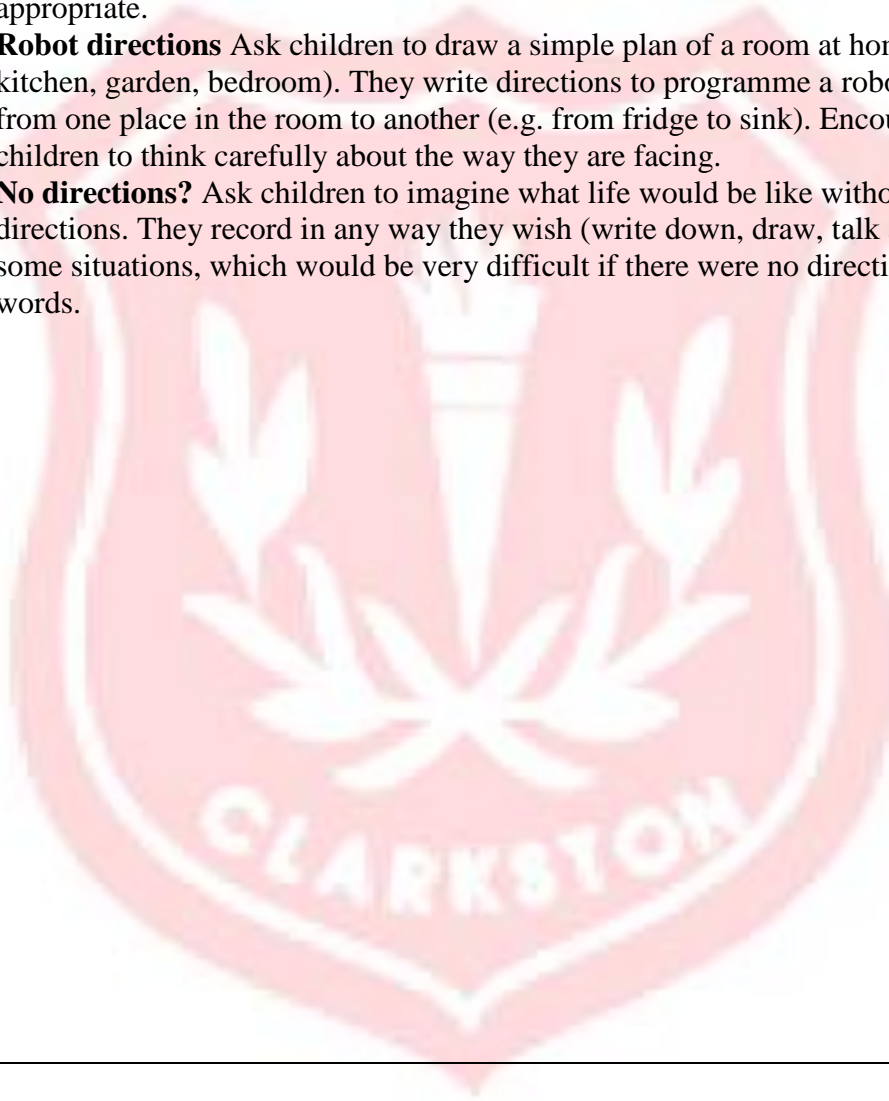 appropriate.
Robot directions Ask children to draw a simple plan of a room at hor
kitchen, garden, bedroom). They write directions to programme a robo
from one place in the room to another (e.g. from fridge to sink). Encou
children to think carefully about the way they are facing.
No directions? Ask children to imagine what life would be like witho
directions. They record in any way they wish (write down, draw, talk
some situations, which would be very difficult if there were no directi
words.
CLARKSTON